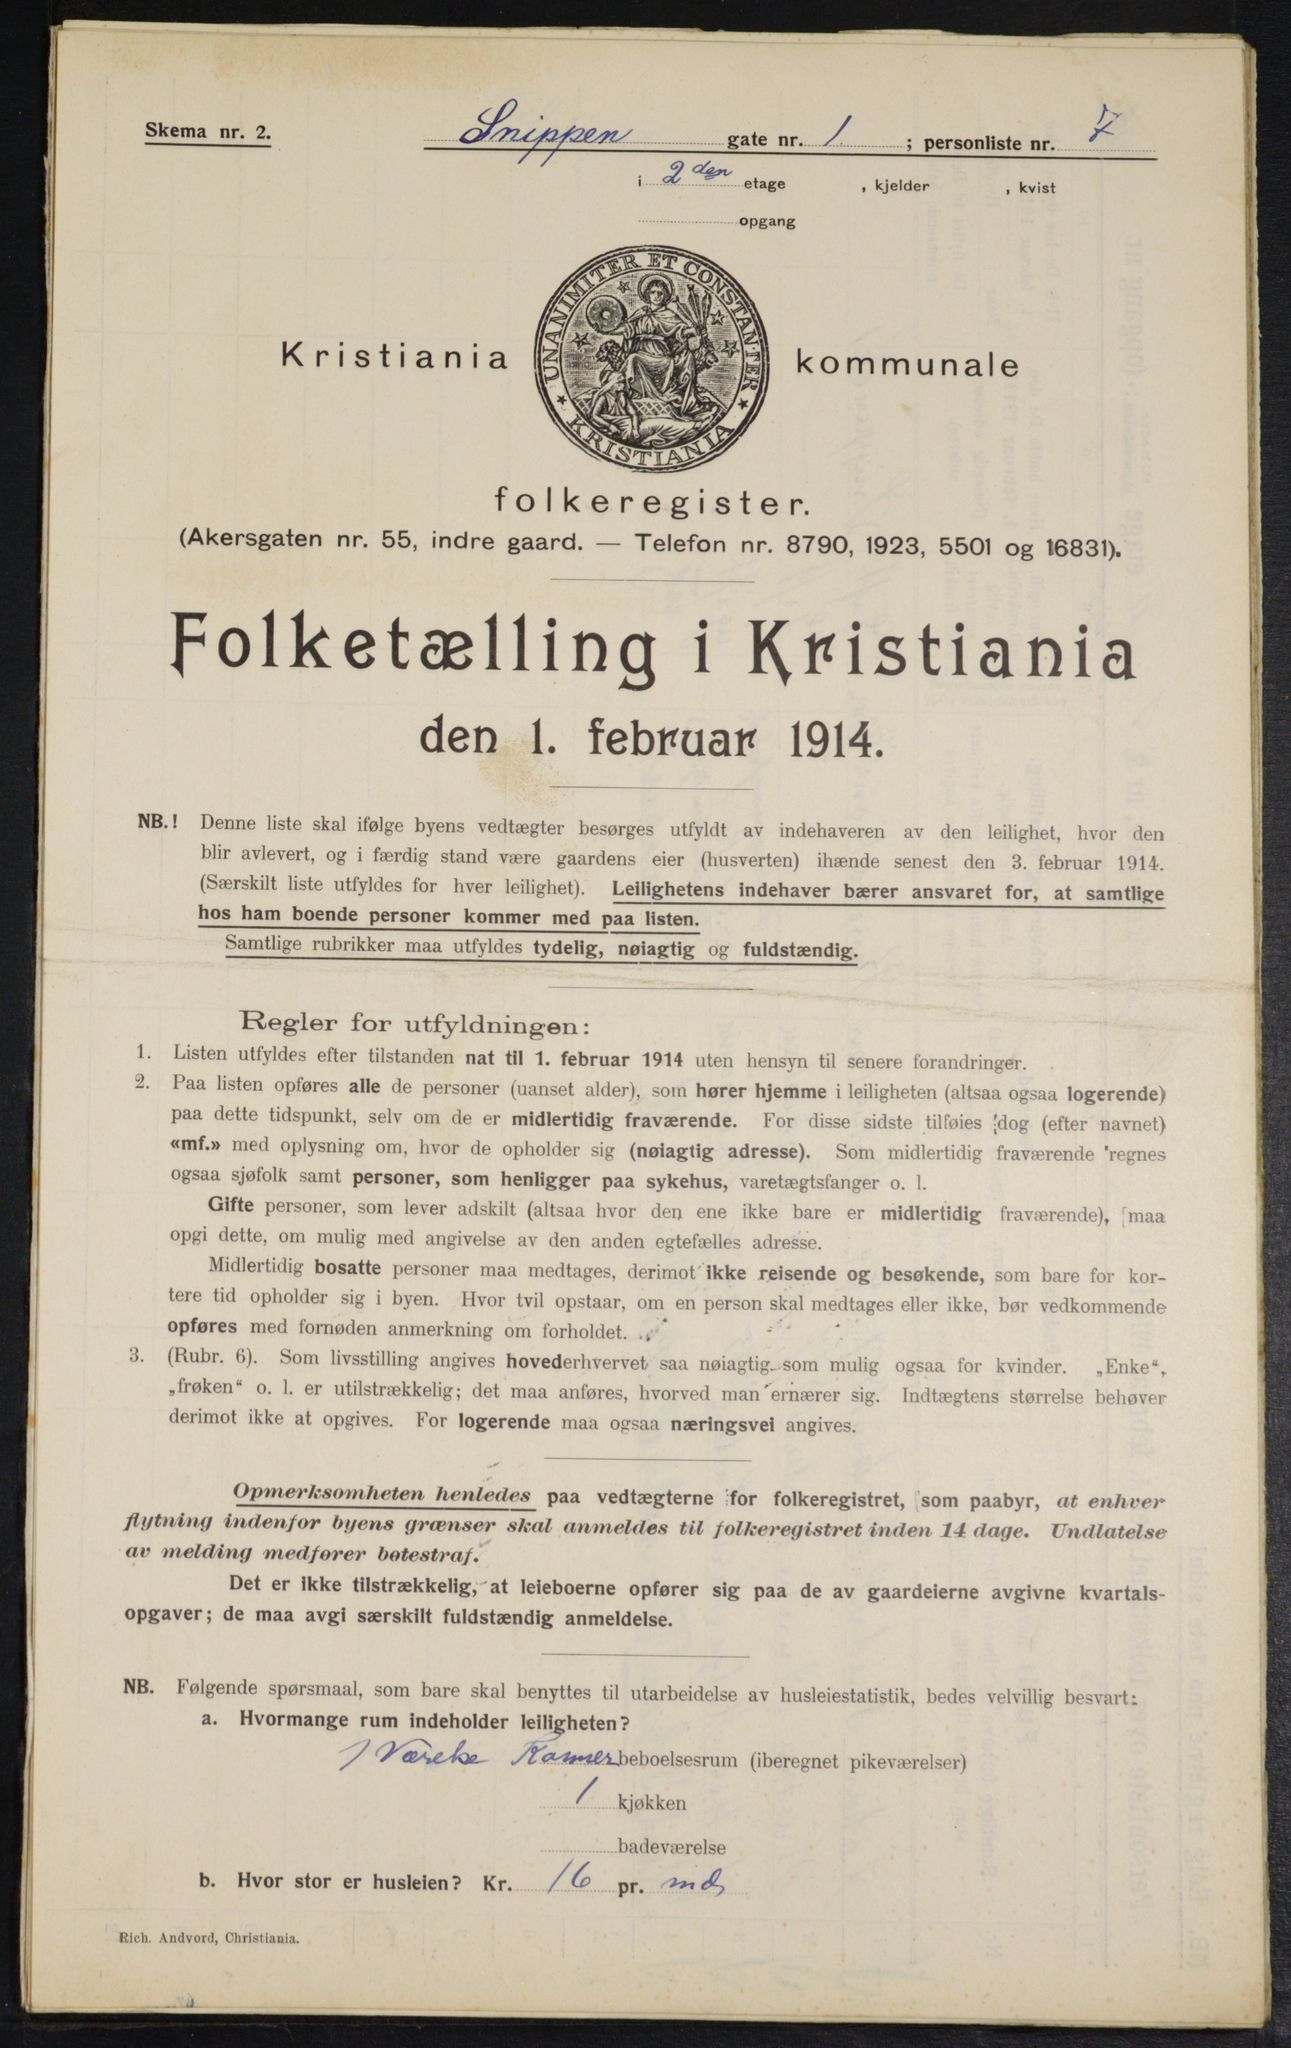 Skema nr. 2.
Snippen gate nr. 1 ; personliste nr. 7
i 2den etage , kjelder , kvist
opgang
UNANIMITER ET CONSTANTER
KRISTIANIA
Kristiania kommunale
folkeregister.
(Akersgaten nr. 55, indre gaard. — Telefon nr. 8790, 1923, 5501 og 16831).
Folketælling i Kristiania
den 1. februar 1914.
NB.! Denne liste skal ifølge byens vedtægter besørges utfyldt av indehaveren av den leilighet, hvor den
blir avlevert, og i færdig stand være gaardens eier (husverten) ihænde senest den 3. februar 1914.
(Særskilt liste utfyldes for hver leilighet). Leilighetens indehaver bærer ansvaret for, at samtlige
hos ham boende personer kommer med paa listen.
Samtlige rubrikker maa utfyldes tydelig, nøiagtig og fuldstændig.
Regler for utfyldningen:
1. Listen utfyldes efter tilstanden nat til 1. februar 1914 uten hensyn til senere forandringer.
2. Paa listen opføres alle de personer (uanset alder), som hører hjemme i leiligheten (altsaa ogsaa logerende)
paa dette tidspunkt, selv om de er midlertidig fraværende. For disse sidste tilføies dog (efter navnet)
«mf.» med oplysning om, hvor de opholder sig (nøiagtig adresse). Som midlertidig fraværende regnes
ogsaa sjøfolk samt personer, som henligger paa sykehus, varetægtsfanger o. l.
Gifte personer, som lever adskilt (altsaa hvor den ene ikke bare er midlertidig fraværende), maa
opgi dette, om mulig med angivelse av den anden egtefælles adresse.
Midlertidig bosatte personer maa medtages, derimot ikke reisende og besøkende, som bare for kor-
tere tid opholder sig i byen. Hvor tvil opstaar, om en person skal medtages eller ikke, bør vedkommende
opføres med fornøden anmerkning om forholdet.
3. (Rubr. 6). Som livsstilling angives hovederhvervet saa nøiagtig som mulig ogsaa for kvinder. „Enke“,
„frøken“ o. l. er utilstrækkelig; det maa anføres, hvorved man ernærer sig. Indtægtens størrelse behøver
derimot ikke at opgives. For logerende maa ogsaa næringsvei angives.
Opmerksomheten henledes paa vedtægterne for folkeregistret, som paabyr, at enhver
flytning indenfor byens grænser skal anmeldes til folkeregistret inden 14 dage. Undlatelse
av melding medfører bøtestraf.
Det er ikke tilstrækkelig, at leieboerne opfører sig paa de av gaardeierne avgivne kvartals-
opgaver; de maa avgi særskilt fuldstændig anmeldelse.
NB. Følgende spørsmaal, som bare skal benyttes til utarbeidelse av husleiestatistik, bedes velvillig besvart:
a. Hvormange rum indeholder leiligheten?
1 beboelsesrum (iberegnet pikeværelser)
1 kjøkken
badeværelse
b. Hvor stor er husleien? Kr. 16 pr. md
Rich. Andvord, Christiania.